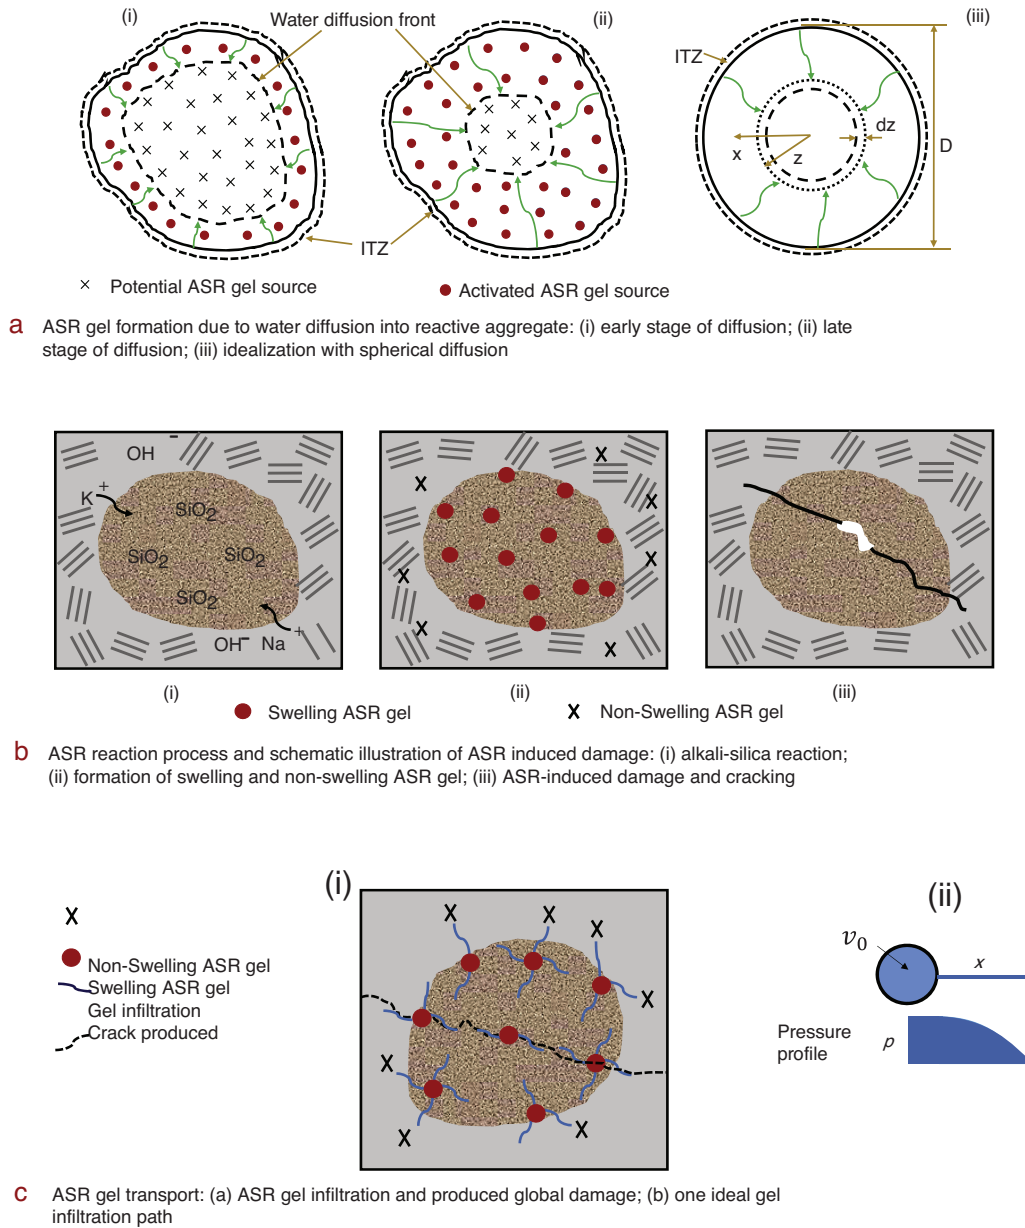 (i)
Water diffusion front
(ii)
(iii)
ITZ
dz
D
x
z
ITZ
Potential ASR gel source
Activated ASR gel source
a ASR gel formation due to water diffusion into reactive aggregate: (i) early stage of diffusion; (ii) late
stage of diffusion; (iii) idealization with spherical diffusion
OH -
K +
SiO2
SiO2
SiO2
SiO2
OH- Na +
(i)
(ii)
(iii)
Swelling ASR gel
X Non-Swelling ASR gel
b ASR reaction process and schematic illustration of ASR induced damage: (i) alkali-silica reaction;
(ii) formation of swelling and non-swelling ASR gel; (iii) ASR-induced damage and cracking
(i)
(ii)
Non-Swelling ASR gel
Swelling ASR gel
Gel infiltration
Crack produced
v0
x
Pressure
profile
p
c ASR gel transport: (a) ASR gel infiltration and produced global damage; (b) one ideal gel
infiltration path